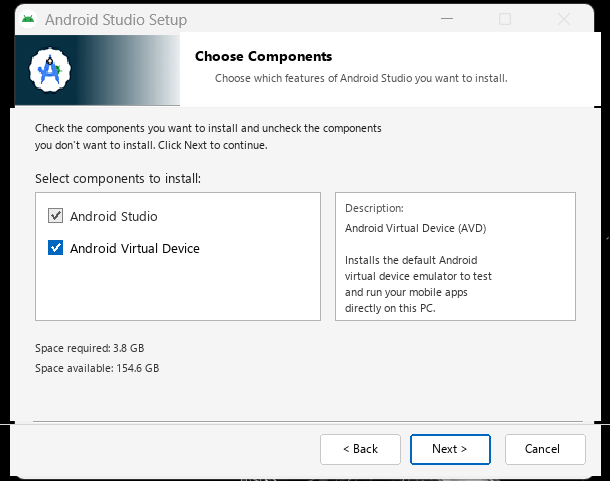 Android Studio Setup
Choose Components
Choose which features of Android Studio you want to install.
Check the components you want to install and uncheck the components
you don't want to install. Click Next to continue.
Select components to install:
Android Studio
Android Virtual Device
Description:
Android Virtual Device (AVD)
Installs the default Android
virtual device emulator to test
and run your mobile apps
directly on this PC.
Space required: 3.8 GB
Space available: 154.6 GB
< Back
Next >
Cancel